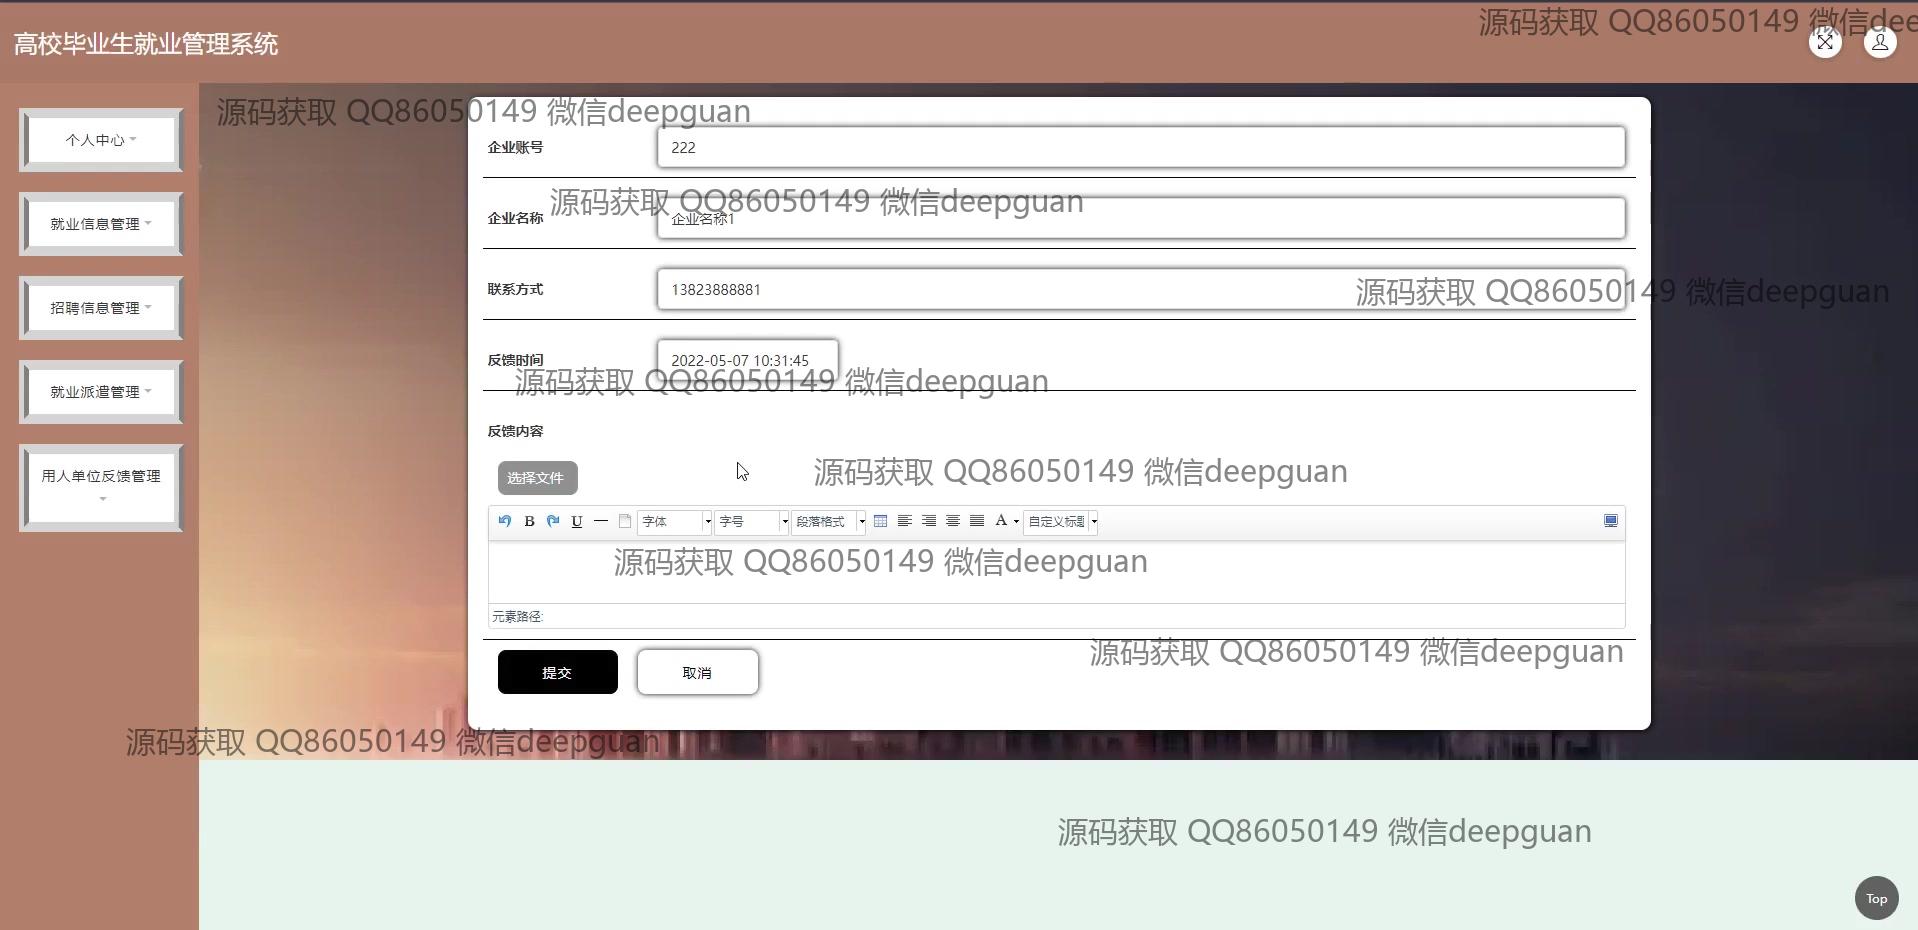 源码获取 QQ86050149 微信dee
高校毕业生就业管理系统
源码获取 QQ86050149 微信deepguan
个人中心
企业账号
222
源码获取 QQ86050149 微信deepguan
就业信息管理
企业名称
企业名称1
源码获取 QQ86050149 微信deepguan
招聘信息管理
联系方式
13823888881
反馈时间
2022-05-07 10:31:45
源码获取 QQ86050149 微信deepguan
就业派遣管理
反馈内容
用人单位反馈管理
选择文件
源码获取 QQ86050149 微信deepguan
B U 字体 字号 段落格式 A 自定义标题
源码获取 QQ86050149 微信deepguan
元素路径:
源码获取 QQ86050149 微信deepguan
提交
取消
源码获取 QQ86050149 微信deepguan
源码获取 QQ86050149 微信deepguan
Top